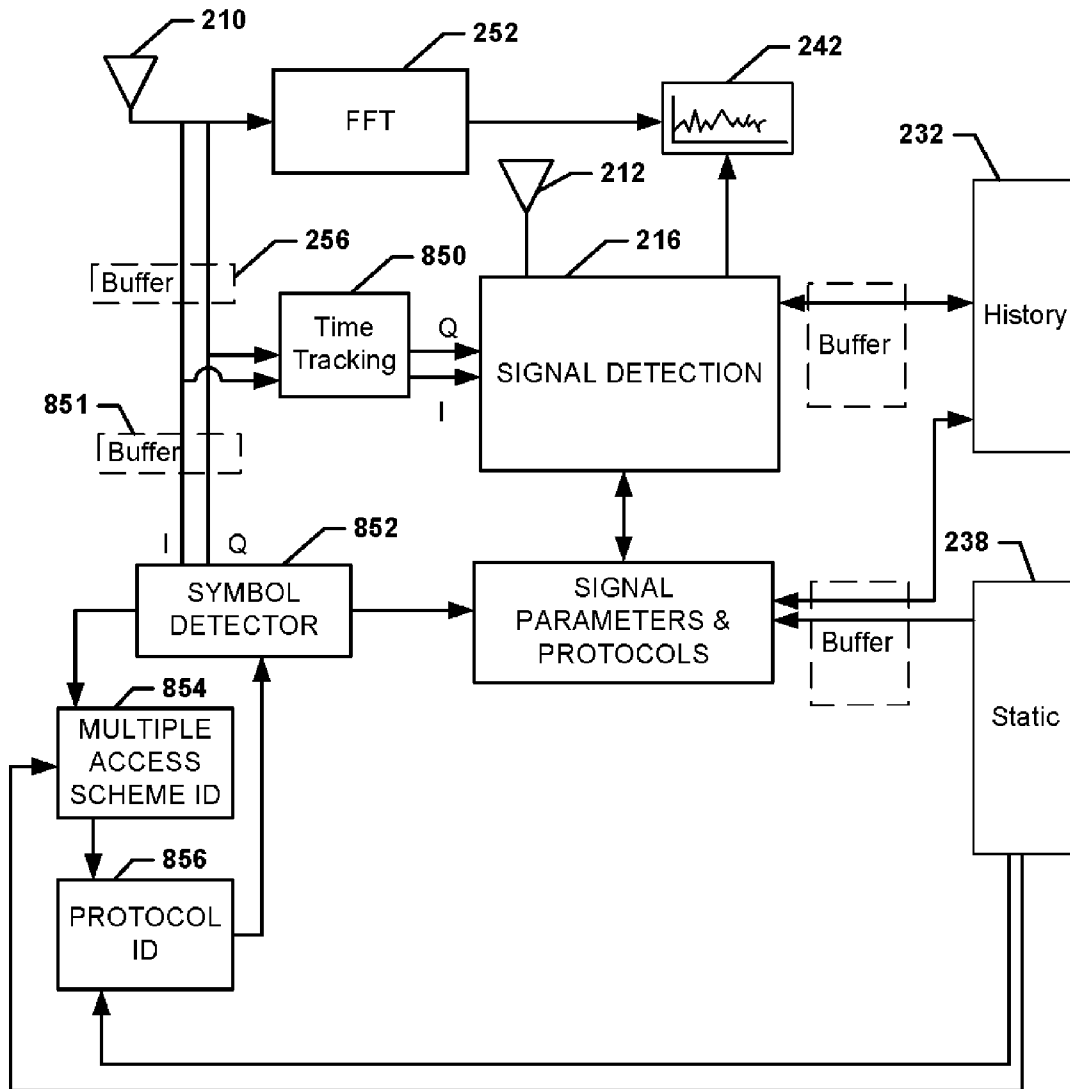 210
252
242
FFT
232
212
256
850
216
Buffer
Time
Tracking
Q
I
SIGNAL DETECTION
Buffer
History
851
Buffer
I
Q
852
238
SYMBOL
DETECTOR
SIGNAL
PARAMETERS &
PROTOCOLS
Buffer
854
MULTIPLE
ACCESS
SCHEME ID
Static
856
PROTOCOL
ID